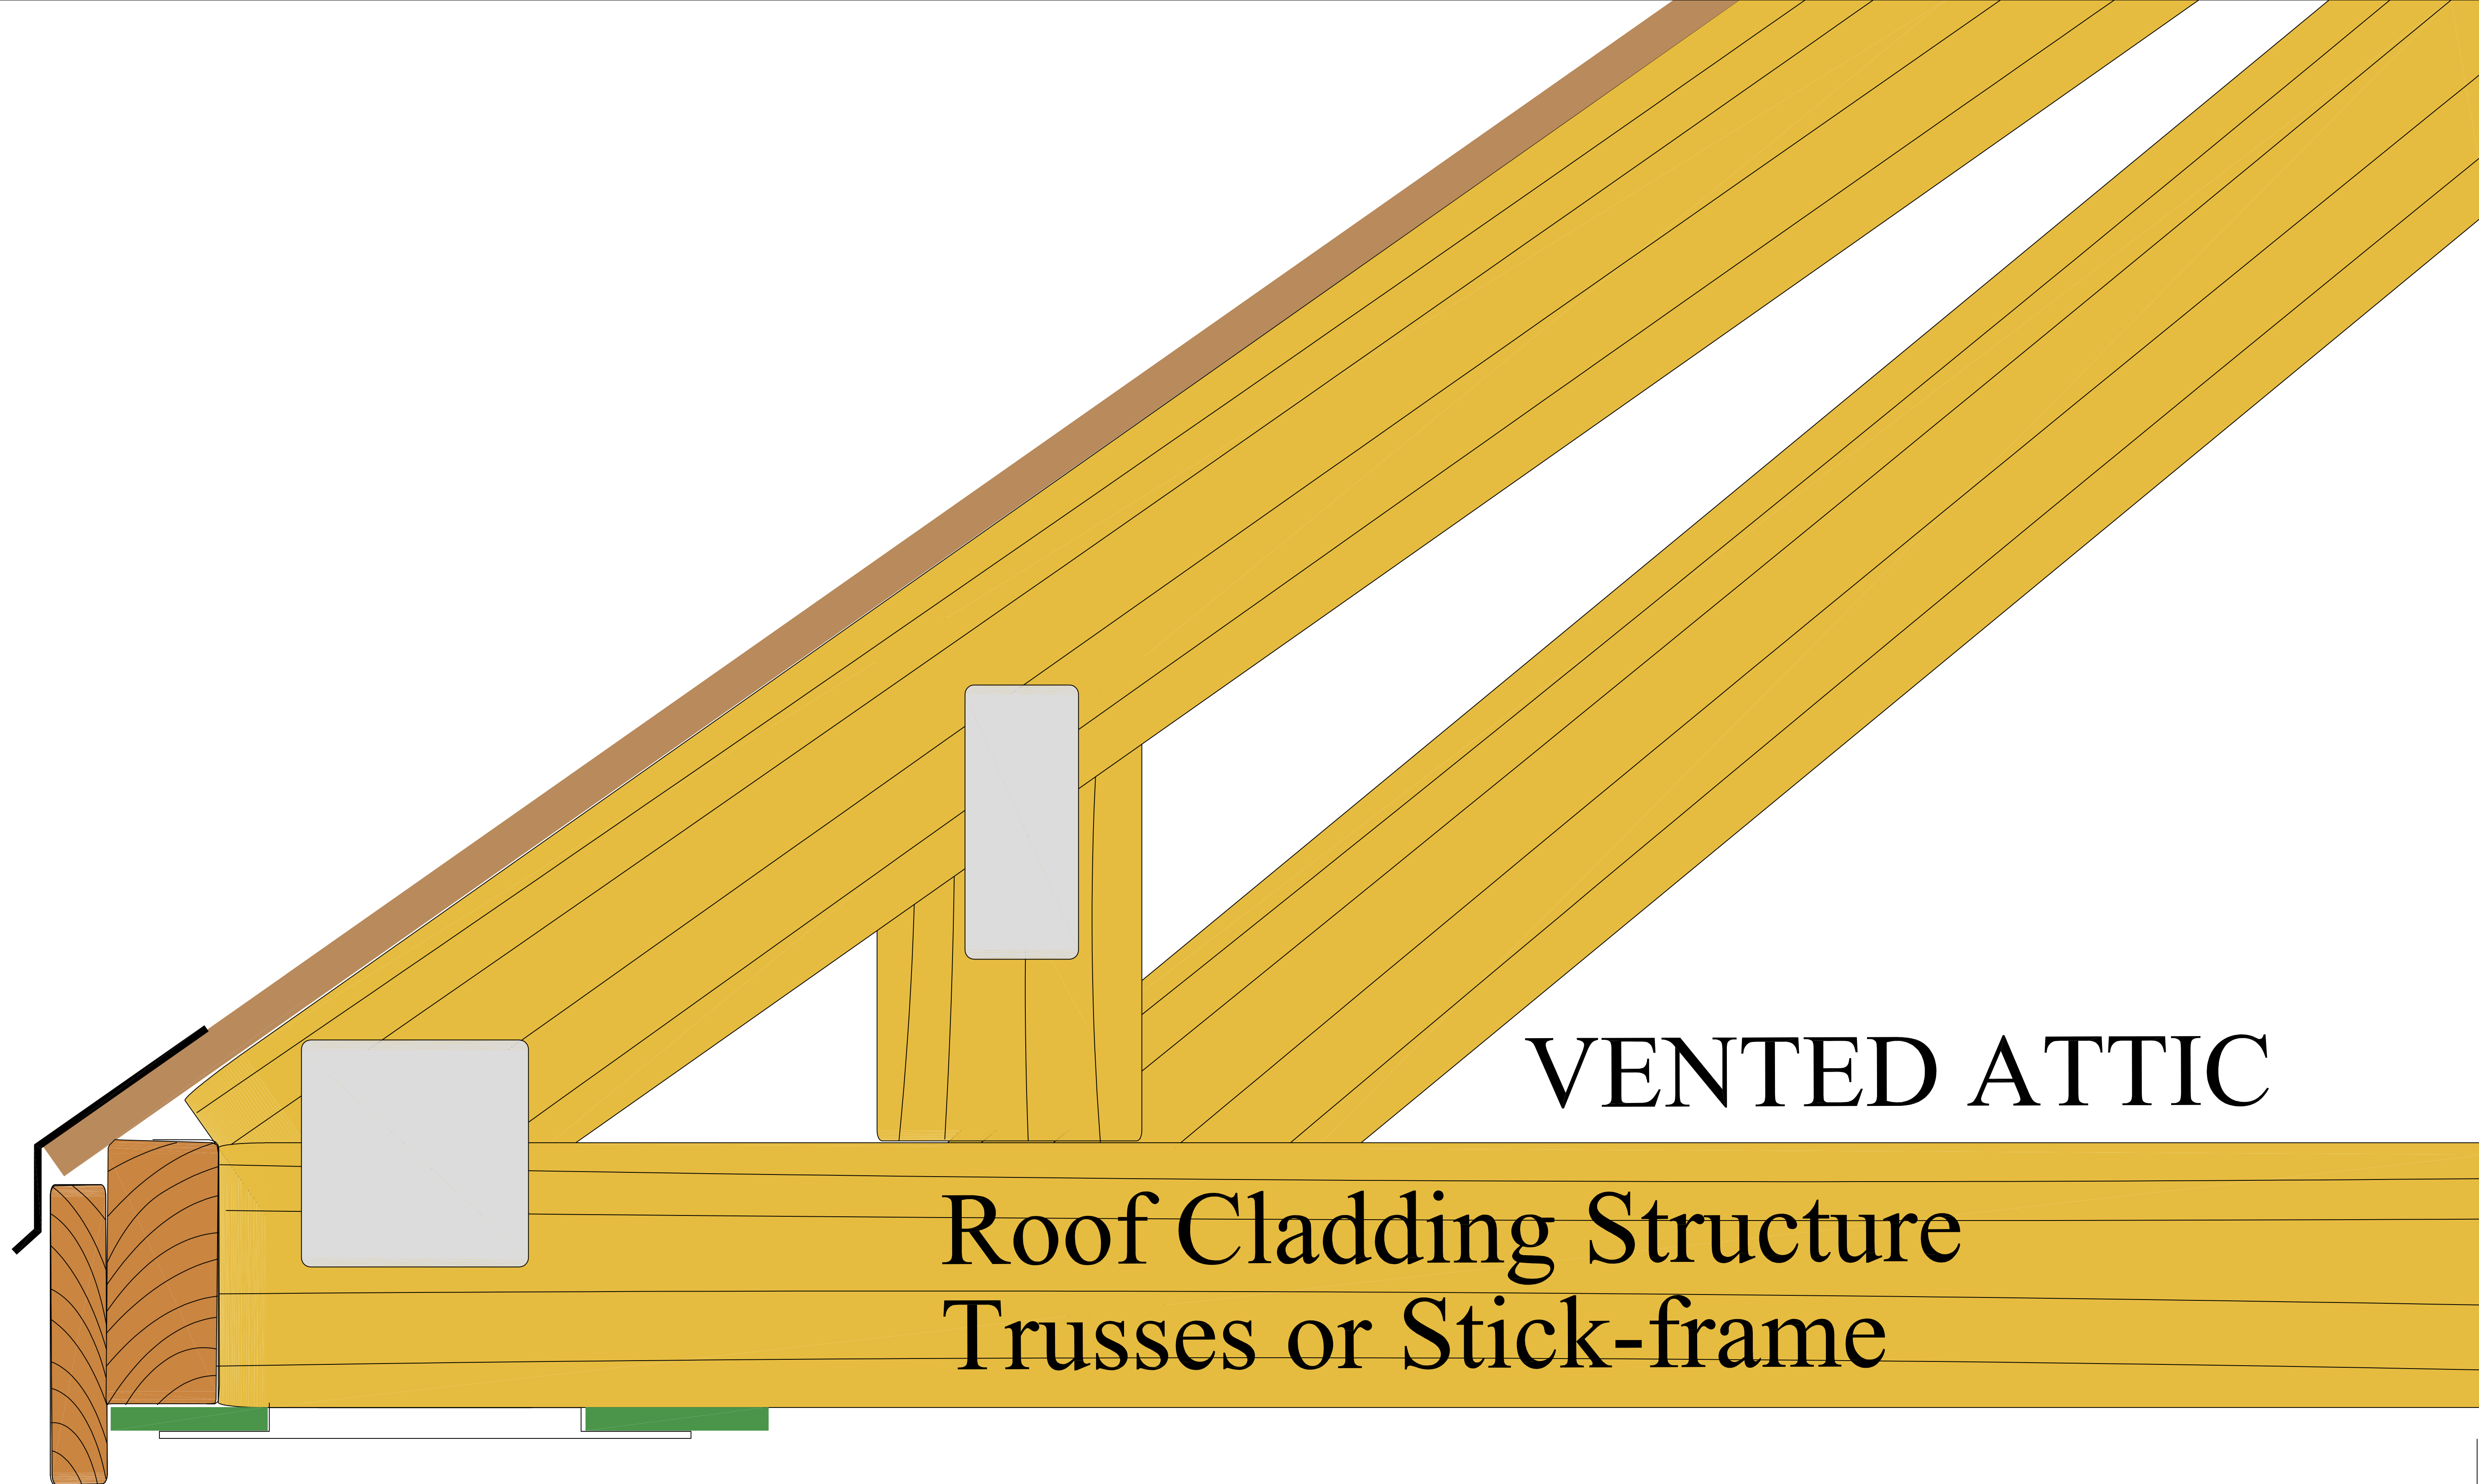 VENTED ATTIC
Roof Cladding Structure
Trusses or Stick-frame